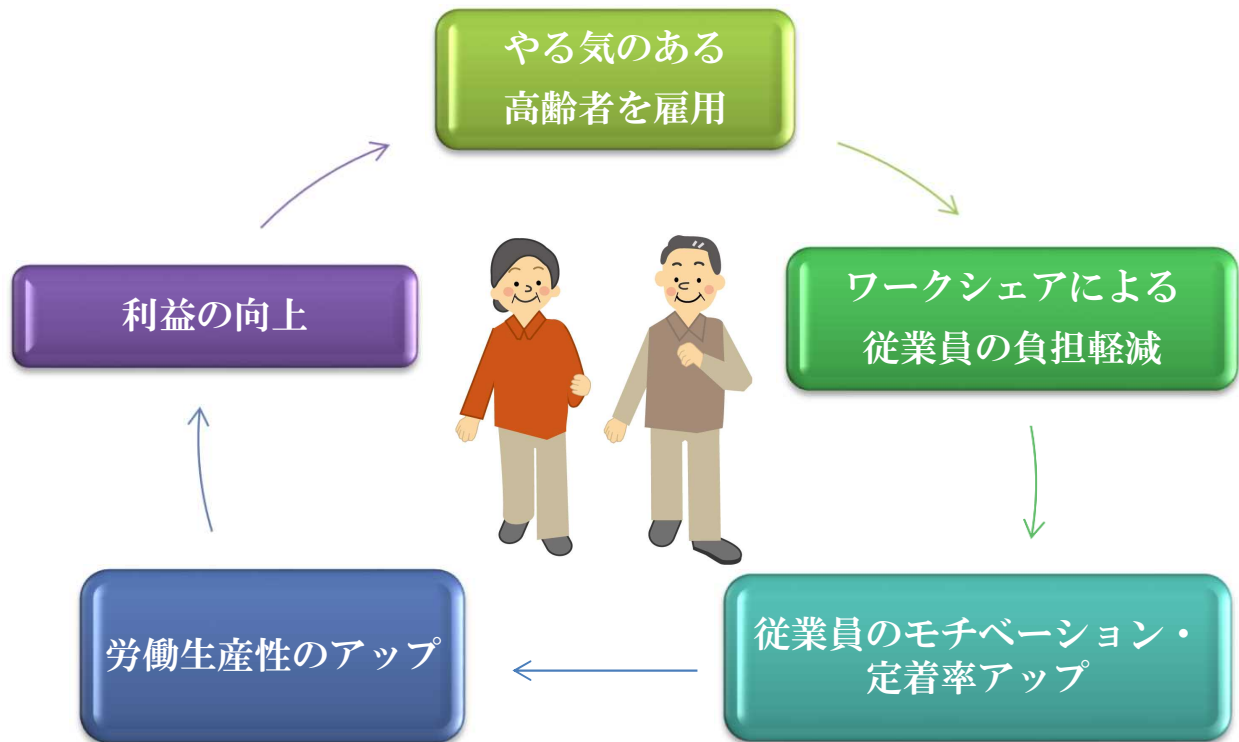 やる気のある
高齢者を雇用
ワークシェアによる
従業員の負担軽減
従業員のモチベーション・
定着率アップ
労働生産性のアップ
利益の向上